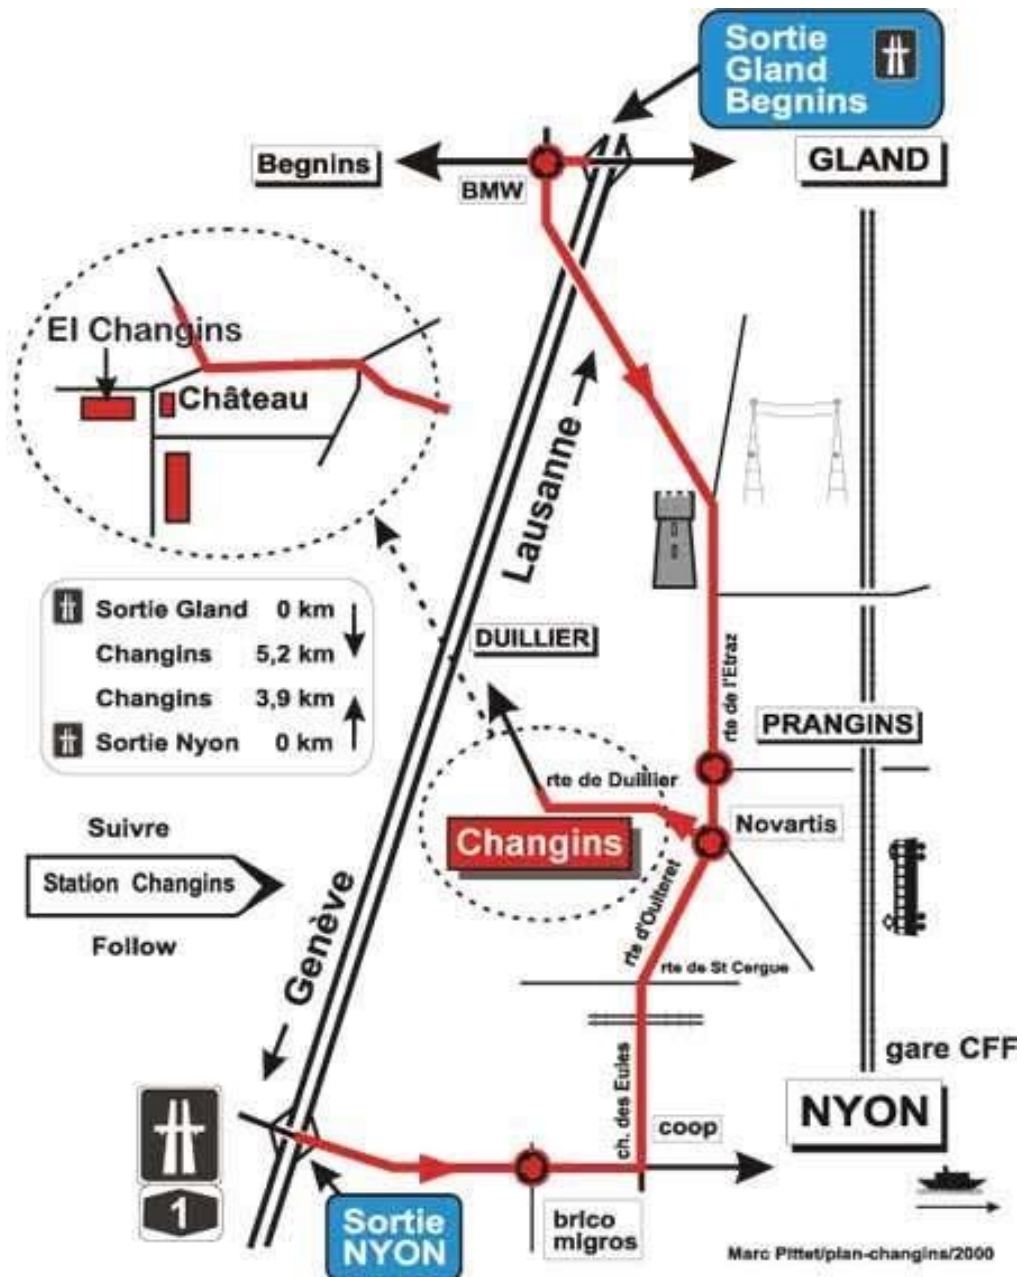 Sortie
Gland
Begnins
Begnins
GLAND
BMW
El Changins
Château
Lausanne
Sortie Gland 0 km
Changins 5,2 km
Changins 3,9 km
Sortie Nyon 0 km
DUILLIER
rte de l'Etraz
PRANGINS
rte de Duillier
Changins
Novartis
Suivre
Station Changins
Follow
Genève
rte d'Oulteret
rte de St Cergue
gare CFF
ch. des Eules
coop
NYON
1
Sortie
NYON
brico
migros
Marc Pittet/plan-changins/2000